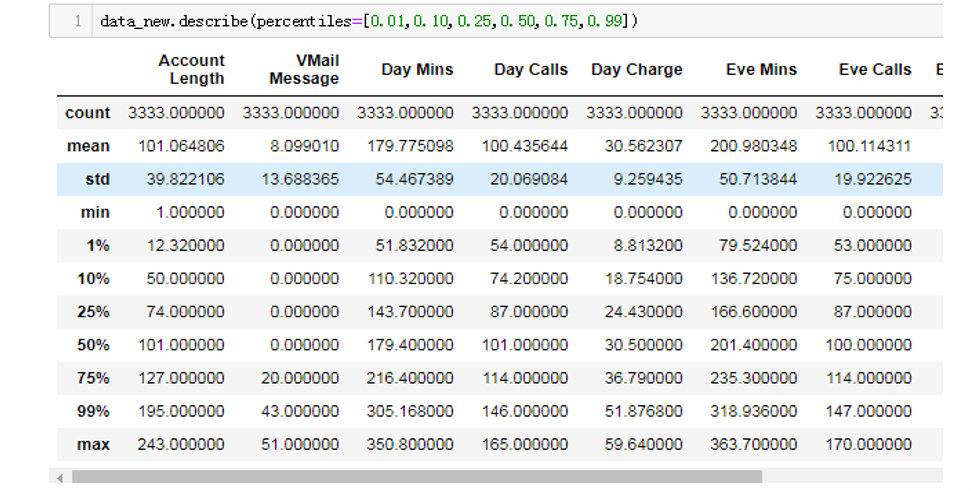 1 data_new.describe(percentiles=[0.01,0.10,0.25,0.50,0.75,0.99])
Account Length VMail Message Day Mins Day Calls Day Charge Eve Mins Eve Calls E
count 3333.000000 3333.000000 3333.000000 3333.000000 3333.000000 3333.000000 3333.000000 33
mean 101.064806 8.099010 179.775098 100.435644 30.562307 200.980348 100.114311
std 39.822106 13.688365 54.467389 20.069084 9.259435 50.713844 19.922625
min 1.000000 0.000000 0.000000 0.000000 0.000000 0.000000 0.000000
1% 12.320000 0.000000 51.832000 54.000000 8.813200 79.524000 53.000000
10% 50.000000 0.000000 110.320000 74.200000 18.754000 136.720000 75.000000
25% 74.000000 0.000000 143.700000 87.000000 24.430000 166.600000 87.000000
50% 101.000000 0.000000 179.400000 101.000000 30.500000 201.400000 100.000000
75% 127.000000 20.000000 216.400000 114.000000 36.790000 235.300000 114.000000
99% 195.000000 43.000000 305.168000 146.000000 51.876800 318.936000 147.000000
max 243.000000 51.000000 350.800000 165.000000 59.640000 363.700000 170.000000